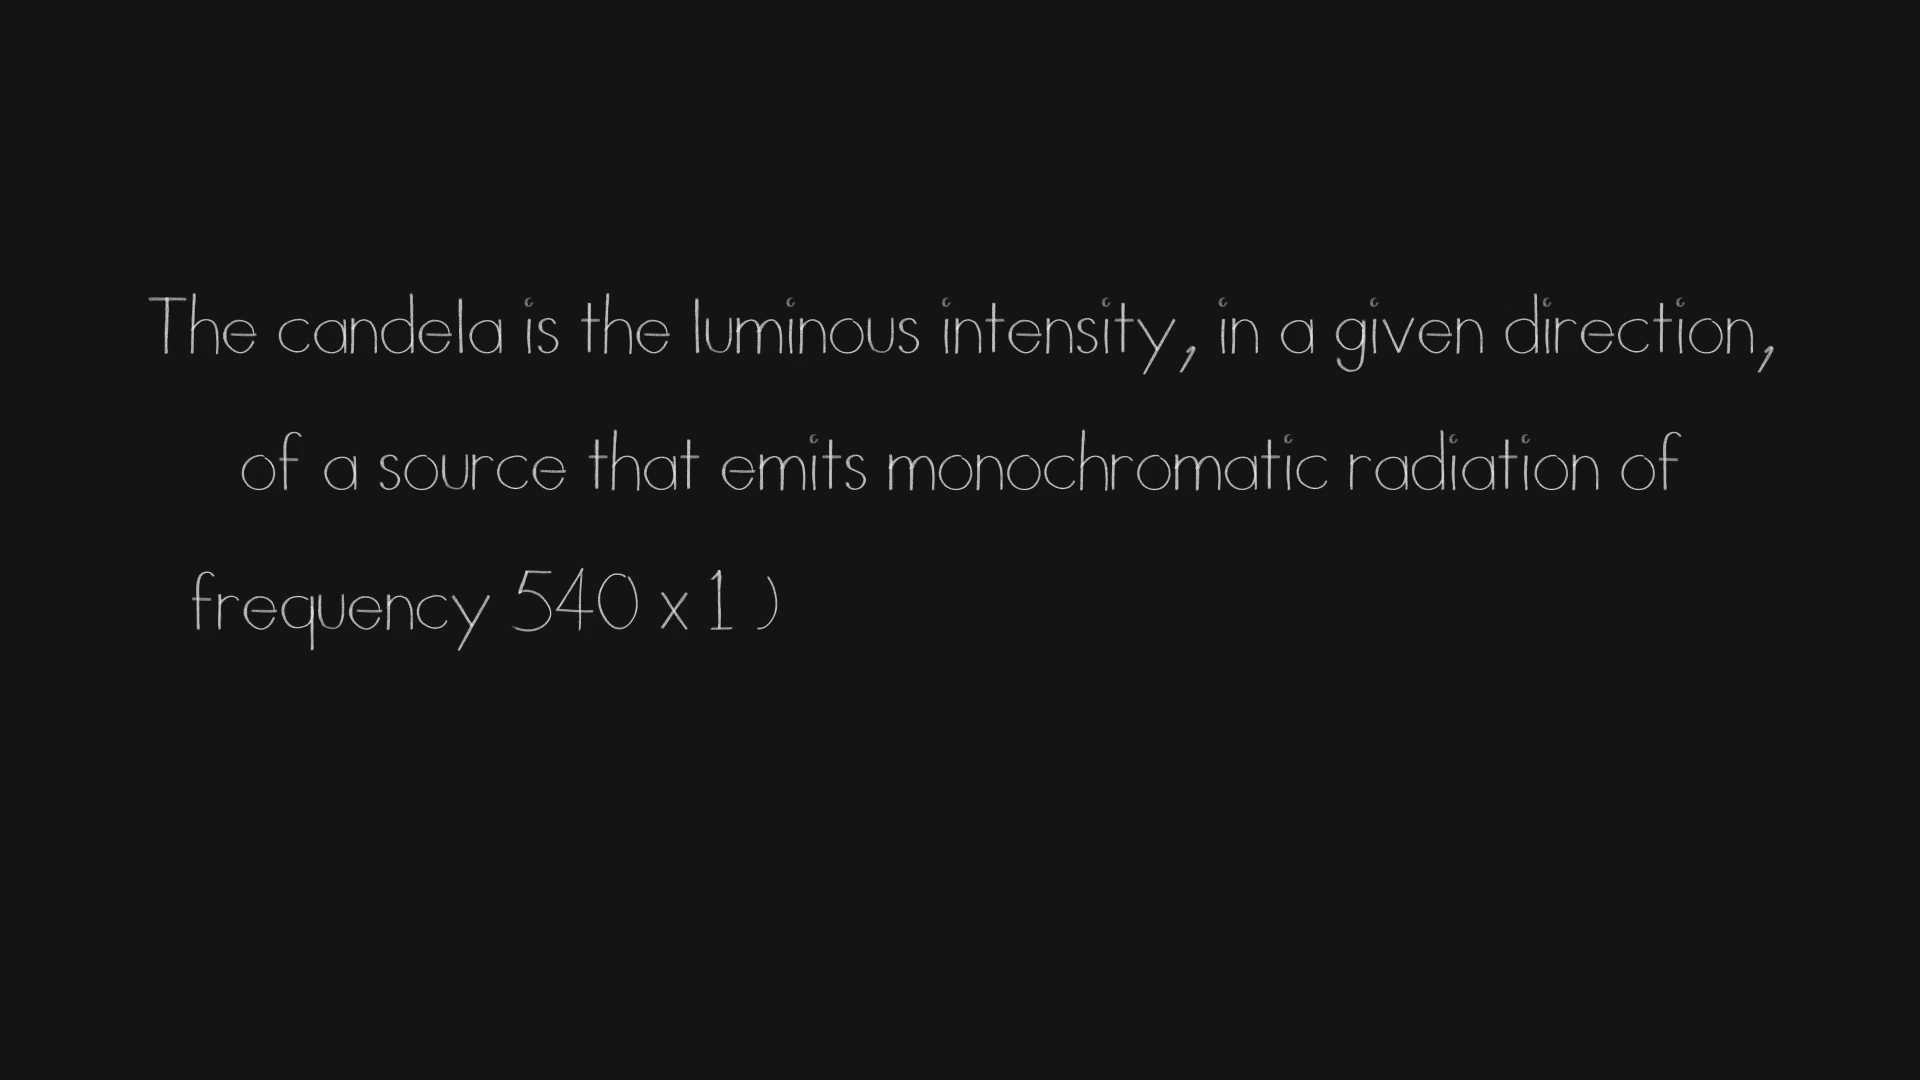 The candela is the luminous intensity, in a given direction,
of a source that emits monochromatic radiation of
frequency 540 x 1 )